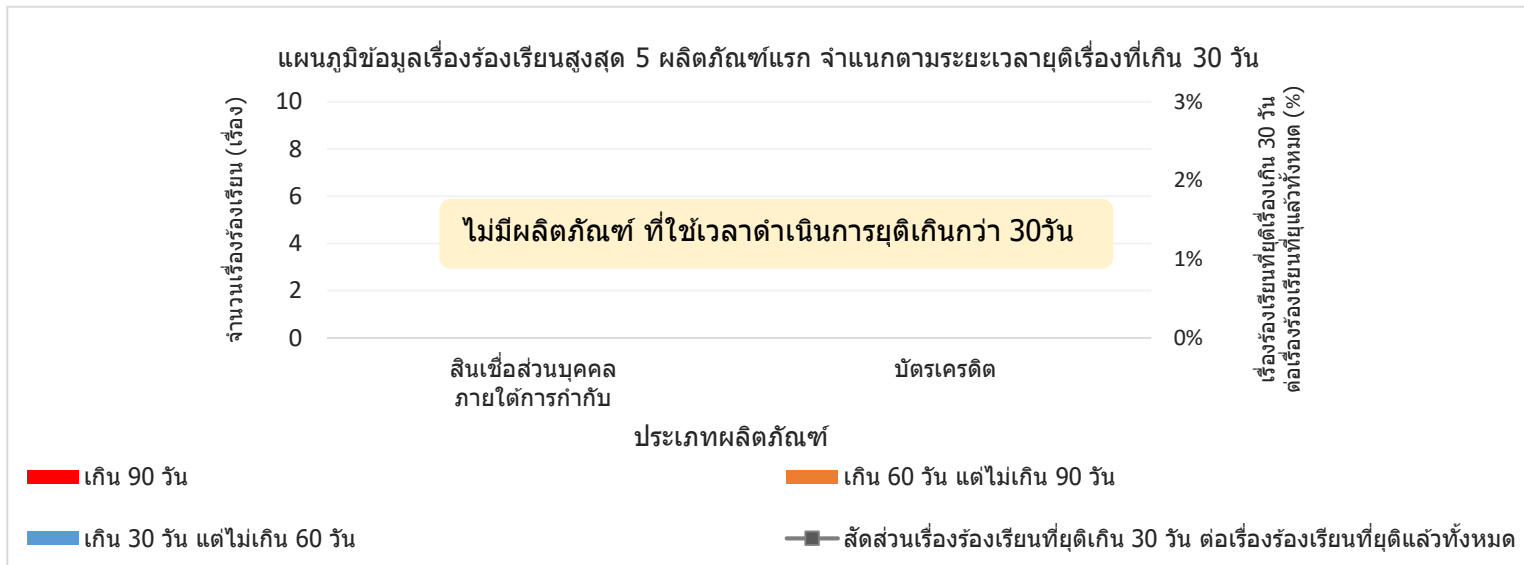 แผนภูมิข้อมูลเรื่องร้องเรียนสูงสุด 5 ผลิตภัณฑ์แรก จำแนกตามระยะเวลายุติเรื่องที่เกิน 30 วัน
จำนวนเรื่องร้องเรียน (เรื่อง)
10
8
6
4
2
0
ไม่มีผลิตภัณฑ์ ที่ใช้เวลาดำเนินการยุติเกินกว่า 30วัน
3%
2%
1%
0%
เรื่องร้องเรียนที่ยุติเรื่องเกิน 30 วัน
ต่อเรื่องร้องเรียนที่ยุติแล้วทั้งหมด (%)
สินเชื่อส่วนบุคคล
ภายใต้การกำกับ
บัตรเครดิต
ประเภทผลิตภัณฑ์
เกิน 90 วัน
เกิน 60 วัน แต่ไม่เกิน 90 วัน
เกิน 30 วัน แต่ไม่เกิน 60 วัน
สัดส่วนเรื่องร้องเรียนที่ยุติเกิน 30 วัน ต่อเรื่องร้องเรียนที่ยุติแล้วทั้งหมด